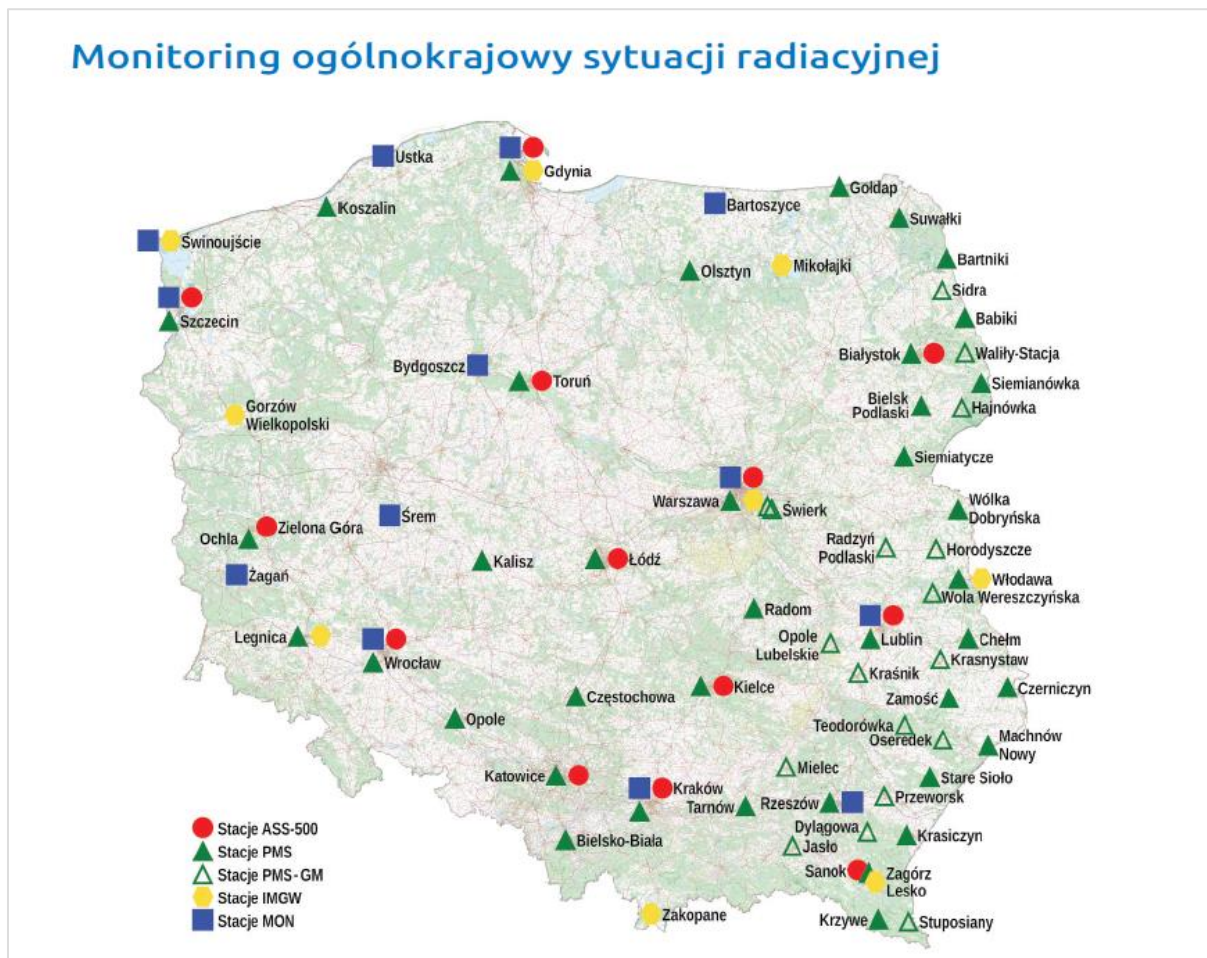 Monitoring ogólnokrajowy sytuacji radiacyjnej
Ustka
Gdynia
Koszalin
Bartoszyce
Gołdap
Suwałki
Świnoujście
Olsztyn
Mikołajki
Bartniki
Sidra
Szczecin
Babiki
Białystok
Waliły-Stacja
Bydgoszcz
Toruń
Siemianówka
Gorzów
Wielkopolski
Bielsk
Podlaski
Hajnówka
Siemiatycze
Warszawa
Świerk
Wólka
Dobryńska
Śrem
Zielona Góra
Ochla
Radzyń
Podlaski
Horodyszcze
Kalisz
Łódź
Żagań
Włodawa
Wola Wereszczyńska
Radom
Legnica
Wrocław
Opole
Lubelskie
Lublin
Chełm
Krasnystaw
Kraśnik
Kielce
Częstochowa
Zamość
Czerniczyn
Opole
Teodorówka
Oseredek
Machnów
Nowy
Mielec
Katowice
Kraków
Stare Sioło
Przeworsk
Tarnów
Rzeszów
Dylągowa
Krasiczyn
Bielsko-Biała
Jasło
Sanok
Zagórz
Lesko
Zakopane
Krzywe
Stuposiany
Stacje ASS-500
Stacje PMS
Stacje PMS-GM
Stacje IMGW
Stacje MON